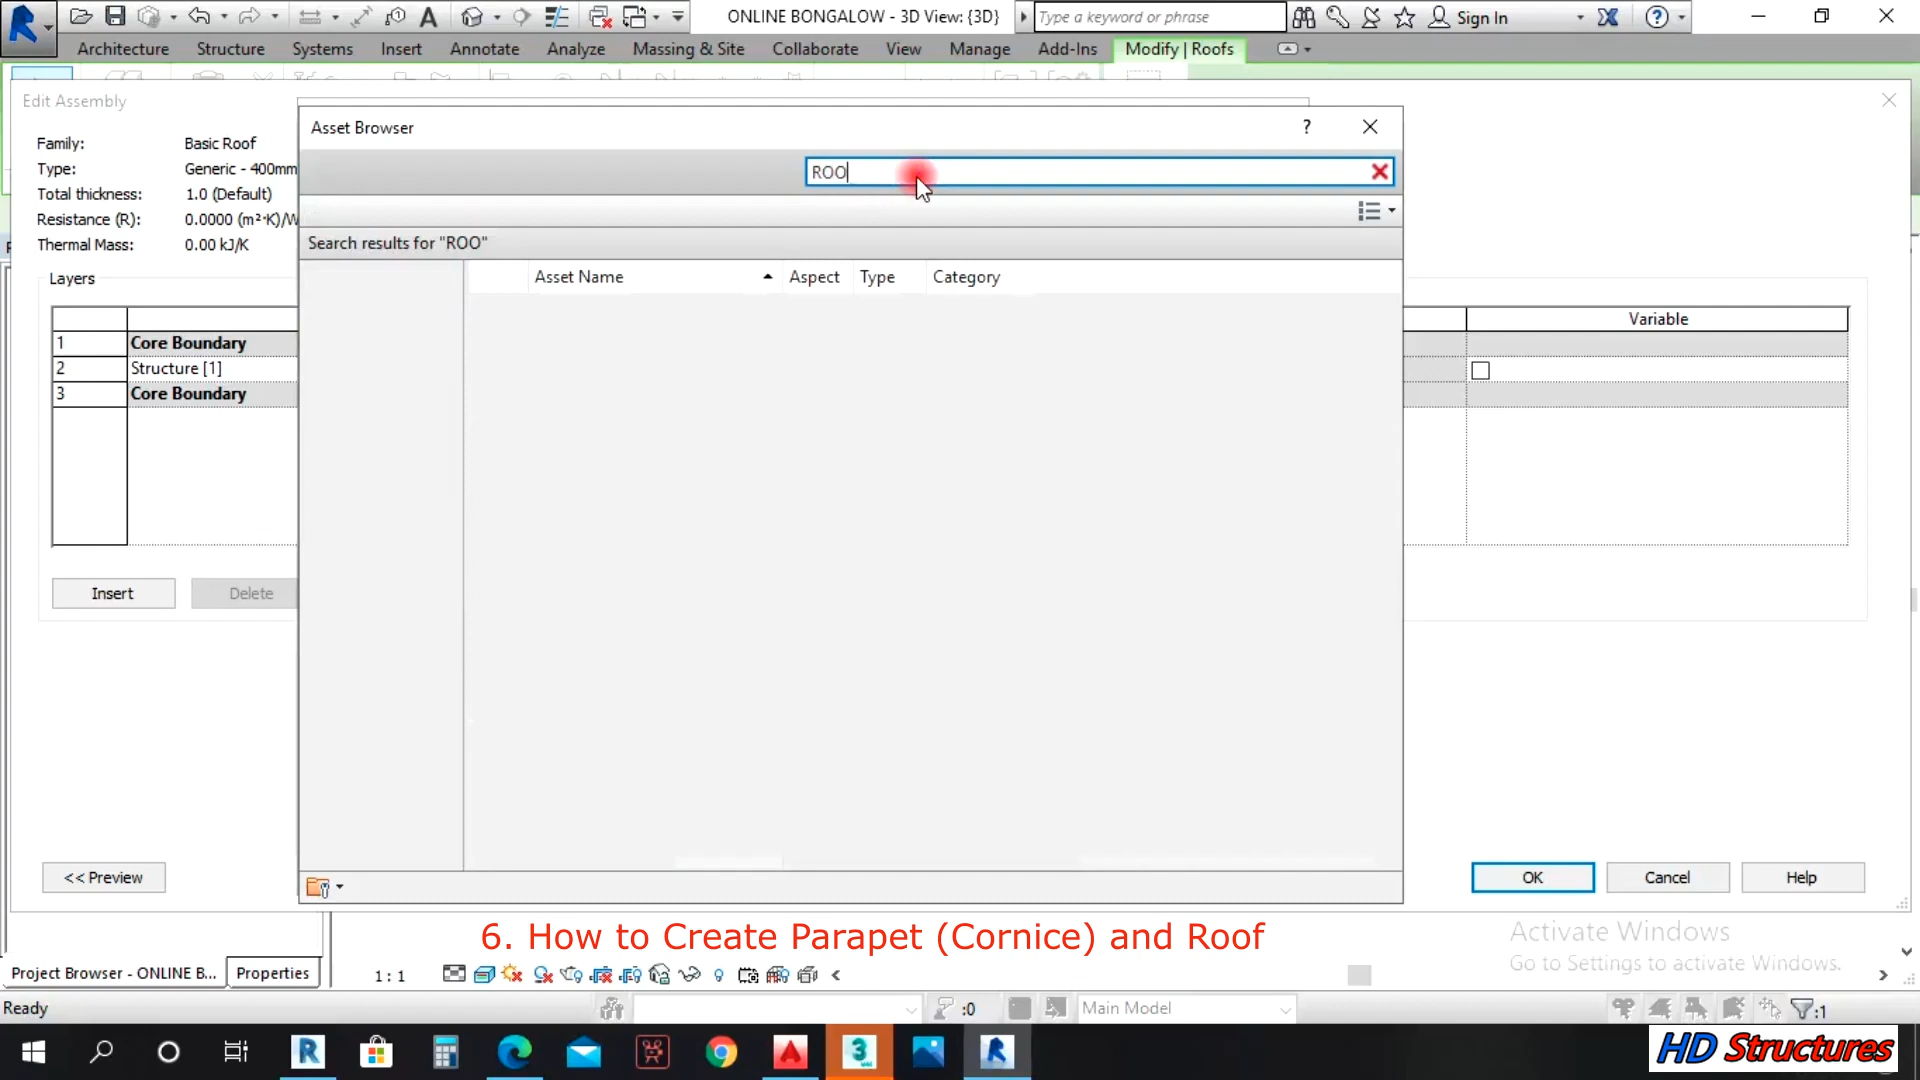 ONLINE BONGALOW - 3D View: {3D}
Type a keyword or phrase
Sign In
Architecture Structure Systems Insert Annotate Analyze Massing & Site Collaborate View Manage Add-Ins Modify | Roofs
Edit Assembly
Asset Browser
?
Family: Basic Roof
Type: Generic - 400mm
Total thickness: 1.0 (Default)
Resistance (R): 0.0000 (m²·K)/W
Thermal Mass: 0.00 kJ/K
ROO
Search results for "ROO"
Layers
Asset Name Aspect Type Category
Variable
1 Core Boundary
2 Structure [1]
3 Core Boundary
Insert Delete
<< Preview
OK Cancel Help
6. How to Create Parapet (Cornice) and Roof
Activate Windows
Go to Settings to activate Windows.
Project Browser - ONLINE B... Properties
1 : 1
Ready
:0
Main Model
:1
HD Structures